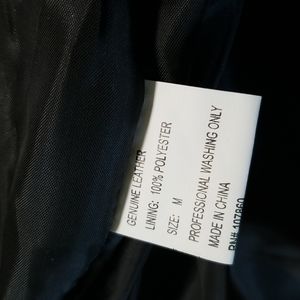 GENUINE LEATHER
LINING: 100% POLYESTER
SIZE: M
PROFESSIONAL WASHING ONLY
MADE IN CHINA
RN# 107860